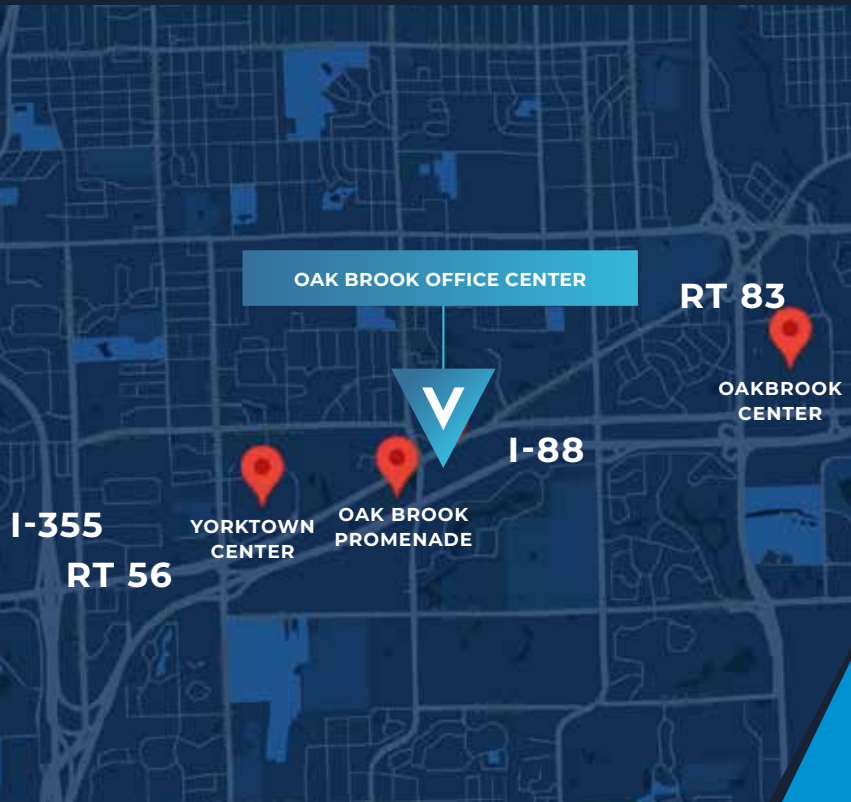 OAK BROOK OFFICE CENTER
RT 83
V
OAKBROOK
CENTER
I-88
I-355
YORKTOWN
CENTER
OAK BROOK
PROMENADE
RT 56